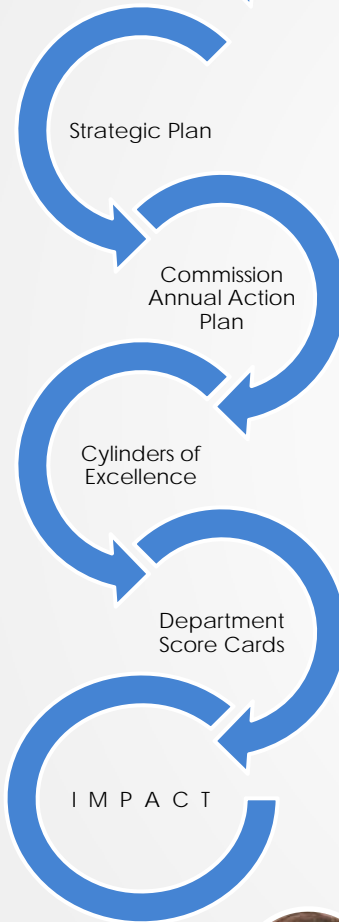 Strategic Plan
Commission
Annual Action
Plan
Cylinders of
Excellence
Department
Score Cards
I M P A C T